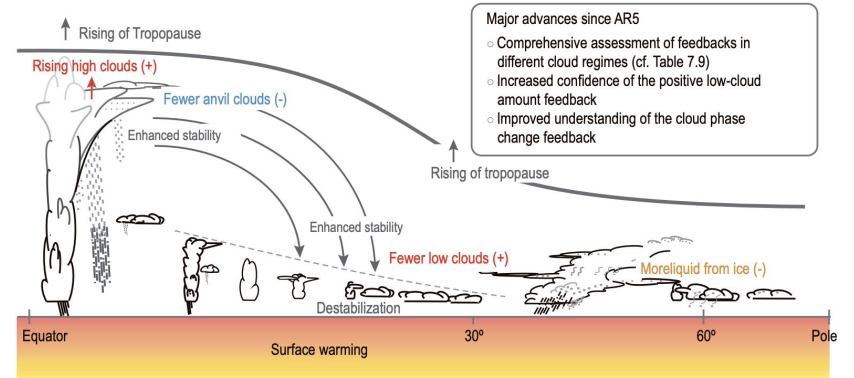 Major advances since AR5
○ Comprehensive assessment of feedbacks in
different cloud regimes (cf. Table 7.9)
○ Increased confidence of the positive low-cloud
amount feedback
○ Improved understanding of the cloud phase
change feedback
Rising of Tropopause
Rising high clouds (+)
Fewer anvil clouds (-)
Enhanced stability
Rising of tropopause
Enhanced stability
Fewer low clouds (+)
Moreliquid from ice (-)
Destabilization
Equator
30º
60º
Pole
Surface warming